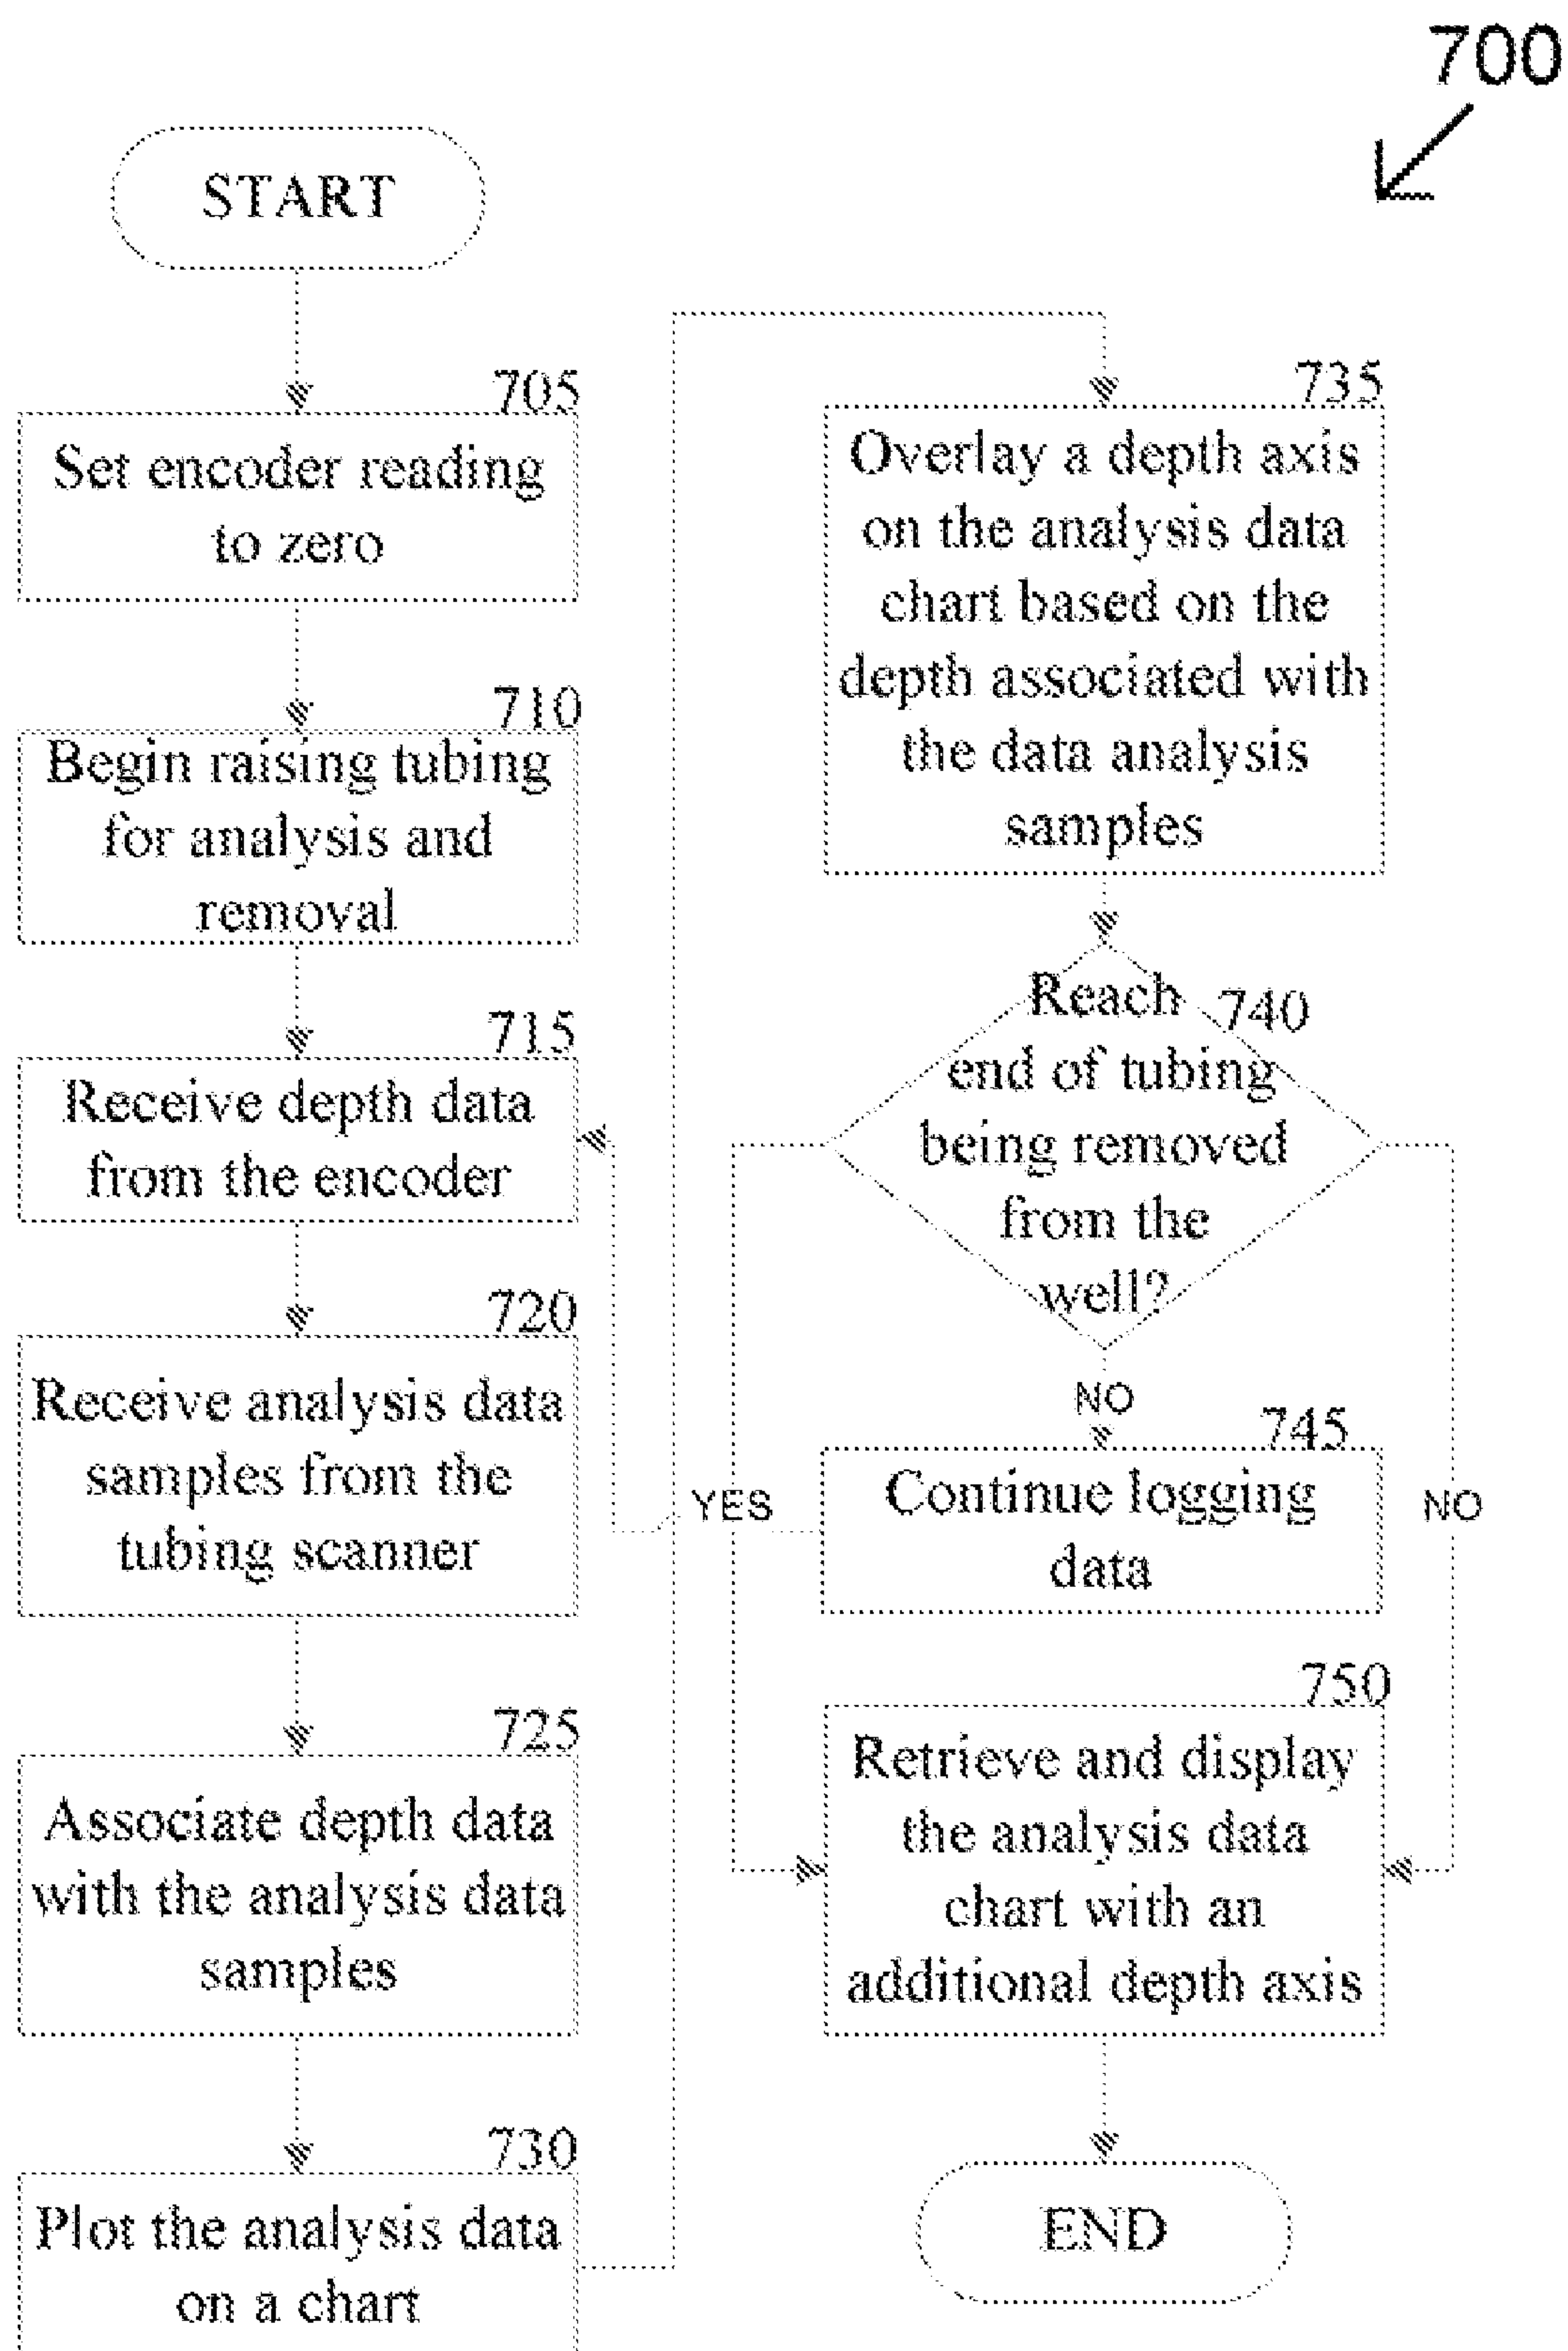 700
START
705
Set encoder reading
to zero
710
Begin raising tubing
for analysis and
removal
715
Receive depth data
from the encoder
720
Receive analysis data
samples from the
tubing scanner
725
Associate depth data
with the analysis data
samples
730
Plot the analysis data
on a chart
735
Overlay a depth axis
on the analysis data
chart based on the
depth associated with
the data analysis
samples
740
Reach
end of tubing
being removed
from the
well?
NO
745
Continue logging
data
YES
NO
750
Retrieve and display
the analysis data
chart with an
additional depth axis
END